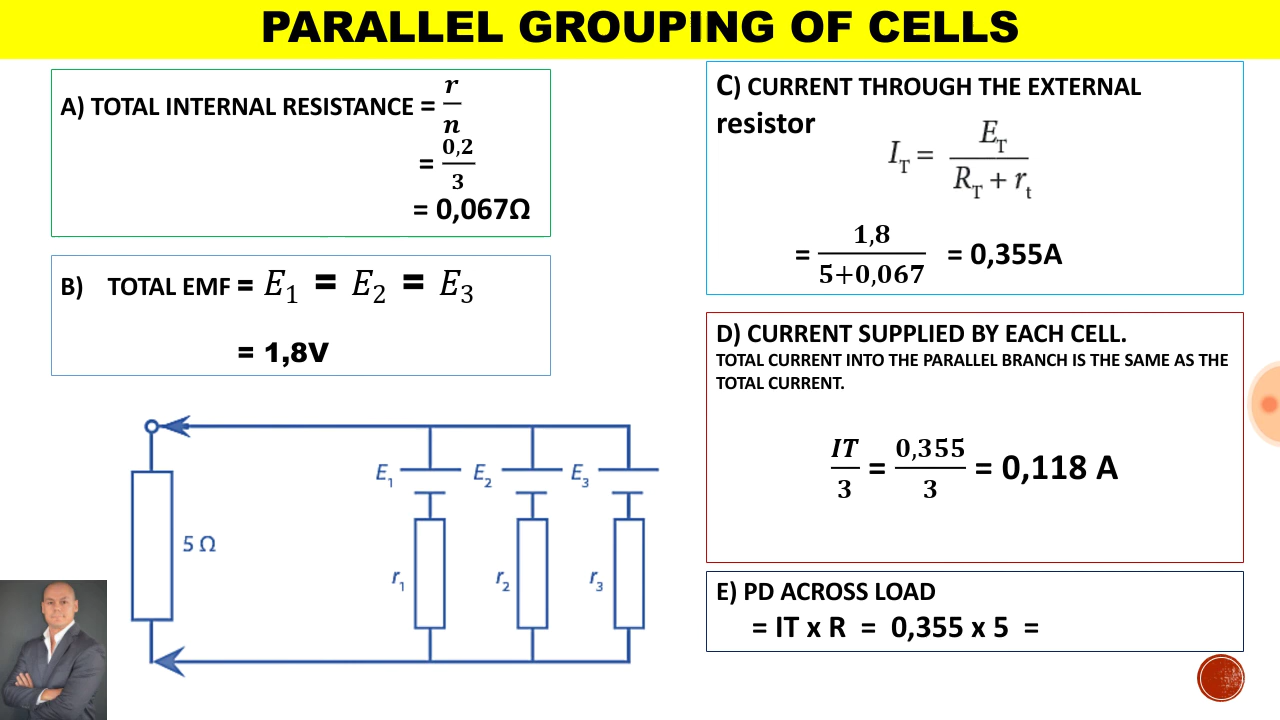 PARALLEL GROUPING OF CELLS
A) TOTAL INTERNAL RESISTANCE = r/n
= 0,2/3
= 0,067Ω
B) TOTAL EMF = E₁ = E₂ = E₃
= 1,8V
E₁ E₂ E₃
5 Ω
r₁ r₂ r₃
C) CURRENT THROUGH THE EXTERNAL
resistor
I_T = E_T / (R_T + r_t)
= 1,8/(5+0,067) = 0,355A
D) CURRENT SUPPLIED BY EACH CELL.
TOTAL CURRENT INTO THE PARALLEL BRANCH IS THE SAME AS THE
TOTAL CURRENT.
IT/3 = 0,355/3 = 0,118 A
E) PD ACROSS LOAD
= IT x R = 0,355 x 5 =